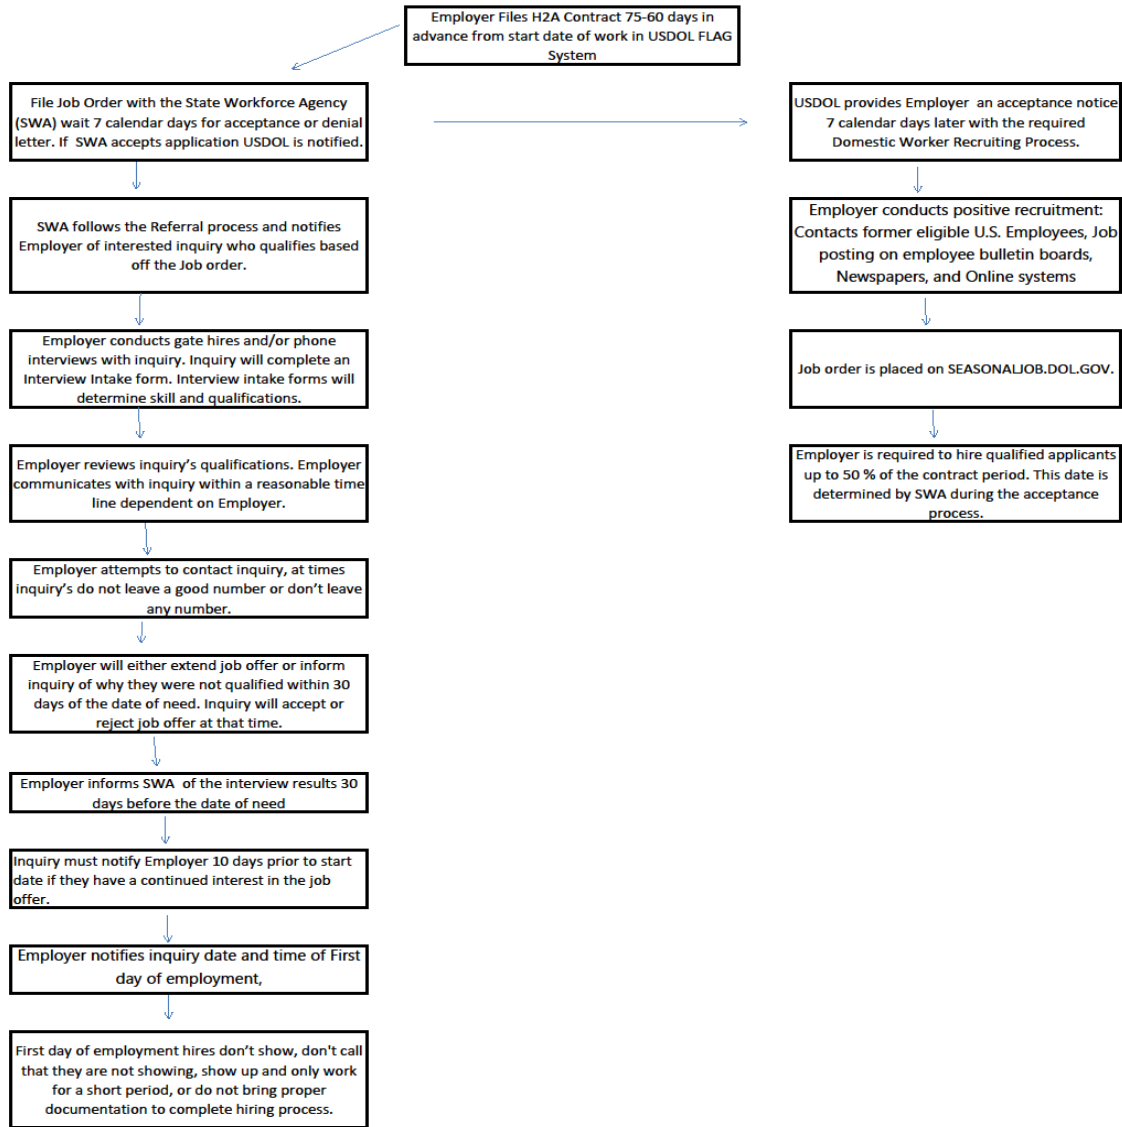 Employer Files H2A Contract 75-60 days in
advance from start date of work in USDOL FLAG
System
File Job Order with the State Workforce Agency
(SWA) wait 7 calendar days for acceptance or denial
letter. If  SWA accepts application USDOL is notified.
SWA follows the Referral process and notifies
Employer of interested inquiry who qualifies based
off the Job order.
Employer conducts gate hires and/or phone
interviews with inquiry. Inquiry will complete an
Interview Intake form. Interview intake forms will
determine skill and qualifications.
Employer reviews inquiry’s qualifications. Employer
communicates with inquiry within a reasonable time
line dependent on Employer.
Employer attempts to contact inquiry, at times
inquiry’s do not leave a good number or don’t leave
any number.
Employer will either extend job offer or inform
inquiry of why they were not qualified within 30
days of the date of need. Inquiry will accept or
reject job offer at that time.
Employer informs SWA  of the interview results 30
days before the date of need
Inquiry must notify Employer 10 days prior to start
date if they have a continued interest in the job
offer.
Employer notifies inquiry date and time of First
day of employment,
First day of employment hires don’t show, don't call
that they are not showing, show up and only work
for a short period, or do not bring proper
documentation to complete hiring process.
USDOL provides Employer  an acceptance notice
7 calendar days later with the required
Domestic Worker Recruiting Process.
Employer conducts positive recruitment:
Contacts former eligible U.S. Employees, Job
posting on employee bulletin boards,
Newspapers, and Online systems
Job order is placed on SEASONALJOB.DOL.GOV.
Employer is required to hire qualified applicants
up to 50 % of the contract period. This date is
determined by SWA during the acceptance
process.